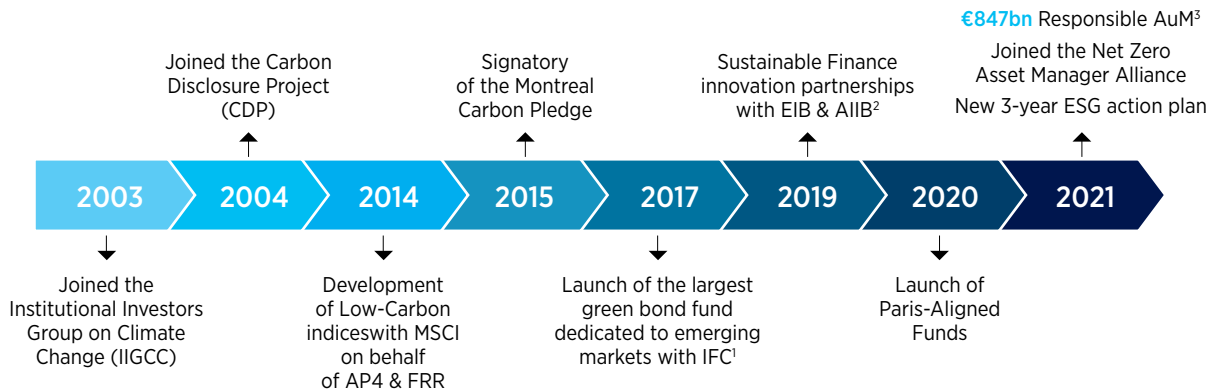 €847bn Responsible AuM³
Joined the Net Zero
Asset Manager Alliance
New 3-year ESG action plan
Joined the Carbon
Disclosure Project
(CDP)
Signatory
of the Montreal
Carbon Pledge
Sustainable Finance
innovation partnerships
with EIB & AIIB²
2003
2004
2014
2015
2017
2019
2020
2021
Joined the
Institutional Investors
Group on Climate
Change (IIGCC)
Development
of Low-Carbon
indiceswith MSCI
on behalf
of AP4 & FRR
Launch of the largest
green bond fund
dedicated to emerging
markets with IFC¹
Launch of
Paris-Aligned
Funds